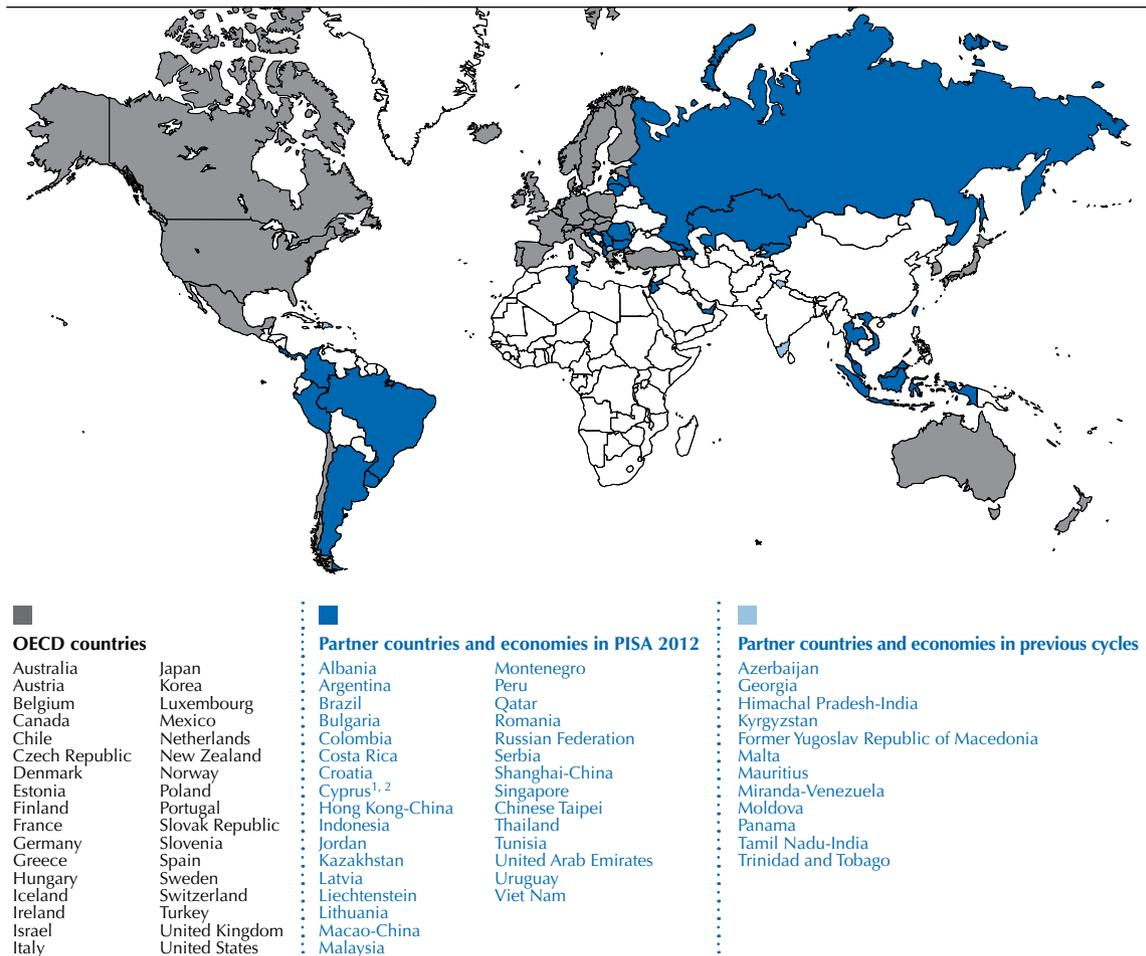 OECD countries
Australia
Austria
Belgium
Canada
Chile
Czech Republic
Denmark
Estonia
Finland
France
Germany
Greece
Hungary
Iceland
Ireland
Israel
Italy
Japan
Korea
Luxembourg
Mexico
Netherlands
New Zealand
Norway
Poland
Portugal
Slovak Republic
Slovenia
Spain
Sweden
Switzerland
Turkey
United Kingdom
United States
Partner countries and economies in PISA 2012
Albania
Argentina
Brazil
Bulgaria
Colombia
Costa Rica
Croatia
Cyprus1, 2
Hong Kong-China
Indonesia
Jordan
Kazakhstan
Latvia
Liechtenstein
Lithuania
Macao-China
Malaysia
Montenegro
Peru
Qatar
Romania
Russian Federation
Serbia
Shanghai-China
Singapore
Chinese Taipei
Thailand
Tunisia
United Arab Emirates
Uruguay
Viet Nam
Partner countries and economies in previous cycles
Azerbaijan
Georgia
Himachal Pradesh-India
Kyrgyzstan
Former Yugoslav Republic of Macedonia
Malta
Mauritius
Miranda-Venezuela
Moldova
Panama
Tamil Nadu-India
Trinidad and Tobago